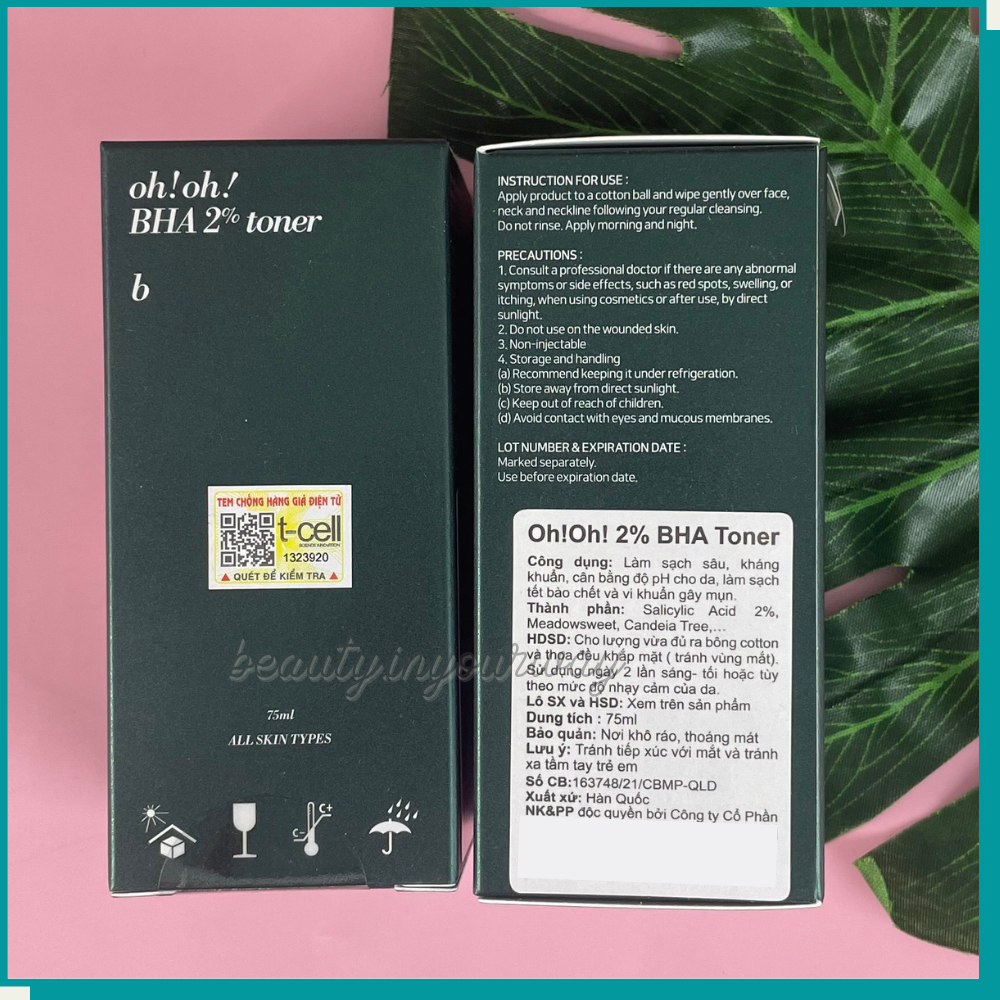 oh!oh!
BHA 2% toner
b
TEM CHỐNG HÀNG GIẢ ĐIỆN TỬ
t-cell
SCIENCE INNOVATION
1323920
QUÉT ĐỂ KIỂM TRA
75ml
ALL SKIN TYPES
C+
C-
INSTRUCTION FOR USE :
Apply product to a cotton ball and wipe gently over face,
neck and neckline following your regular cleansing.
Do not rinse. Apply morning and night.
PRECAUTIONS :
1. Consult a professional doctor if there are any abnormal
symptoms or side effects, such as red spots, swelling, or
itching, when using cosmetics or after use, by direct
sunlight.
2. Do not use on the wounded skin.
3. Non-injectable
4. Storage and handling
(a) Recommend keeping it under refrigeration.
(b) Store away from direct sunlight.
(c) Keep out of reach of children.
(d) Avoid contact with eyes and mucous membranes.
LOT NUMBER & EXPIRATION DATE :
Marked separately.
Use before expiration date.
Oh!Oh! 2% BHA Toner
Công dụng: Làm sạch sâu, kháng
khuẩn, cân bằng độ pH cho da, làm sạch
tết bào chết và vi khuẩn gây mụn.
Thành phần: Salicylic Acid 2%,
Meadowsweet, Candeia Tree,...
HDSD: Cho lượng vừa đủ ra bông cotton
và thoa đều khắp mặt ( tránh vùng mắt).
Sử dụng ngày 2 lần sáng- tối hoặc tùy
theo mức độ nhạy cảm của da.
Lô SX và HSD: Xem trên sản phẩm
Dung tích : 75ml
Bảo quản: Nơi khô ráo, thoáng mát
Lưu ý: Tránh tiếp xúc với mắt và tránh
xa tầm tay trẻ em
Số CB:163748/21/CBMP-QLD
Xuất xứ: Hàn Quốc
NK&PP độc quyền bởi Công ty Cổ Phần
beautyinyourway